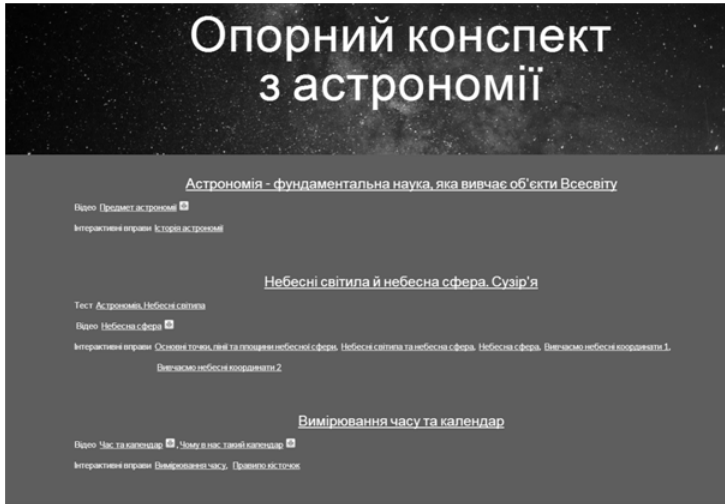 Опорний конспект
з астрономії
Астрономія - фундаментальна наука, яка вивчає об'єкти Всесвіту
Відео Предмет астрономії
Інтерактивні вправи Історія астрономії
Небесні світила й небесна сфера. Сузір'я
Тест Астрономія. Небесні світила
Відео Небесна сфера
Інтерактивні вправи Основні точки, лінії та площини небесної сфери, Небесні світила та небесна сфера, Небесна сфера, Вивчаємо небесні координати 1,
Вивчаємо небесні координати 2
Вимірювання часу та календар
Відео Час та календар , Чому в нас такий календар
Інтерактивні вправи Вимірювання часу, Правило кісточок